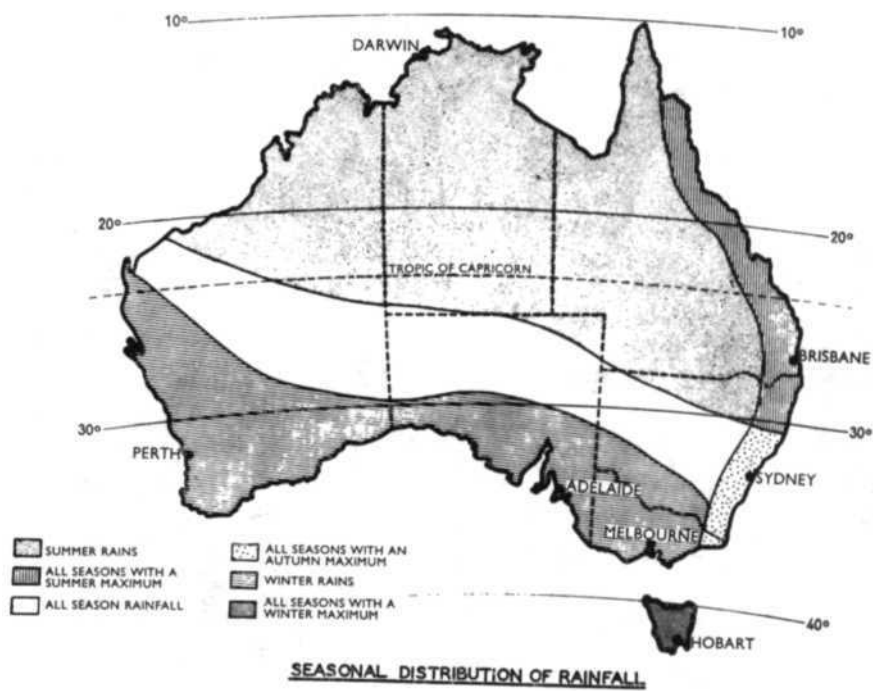 10°
10°
DARWIN
20°
20°
TROPIC OF CAPRICORN
BRISBANE
30°
30°
PERTH
SYDNEY
ADELAIDE
MELBOURNE
SUMMER RAINS
ALL SEASONS WITH A
SUMMER MAXIMUM
ALL SEASON RAINFALL
ALL SEASONS WITH AN
AUTUMN MAXIMUM
WINTER RAINS
ALL SEASONS WITH A
WINTER MAXIMUM
40°
HOBART
SEASONAL DISTRIBUTION OF RAINFALL